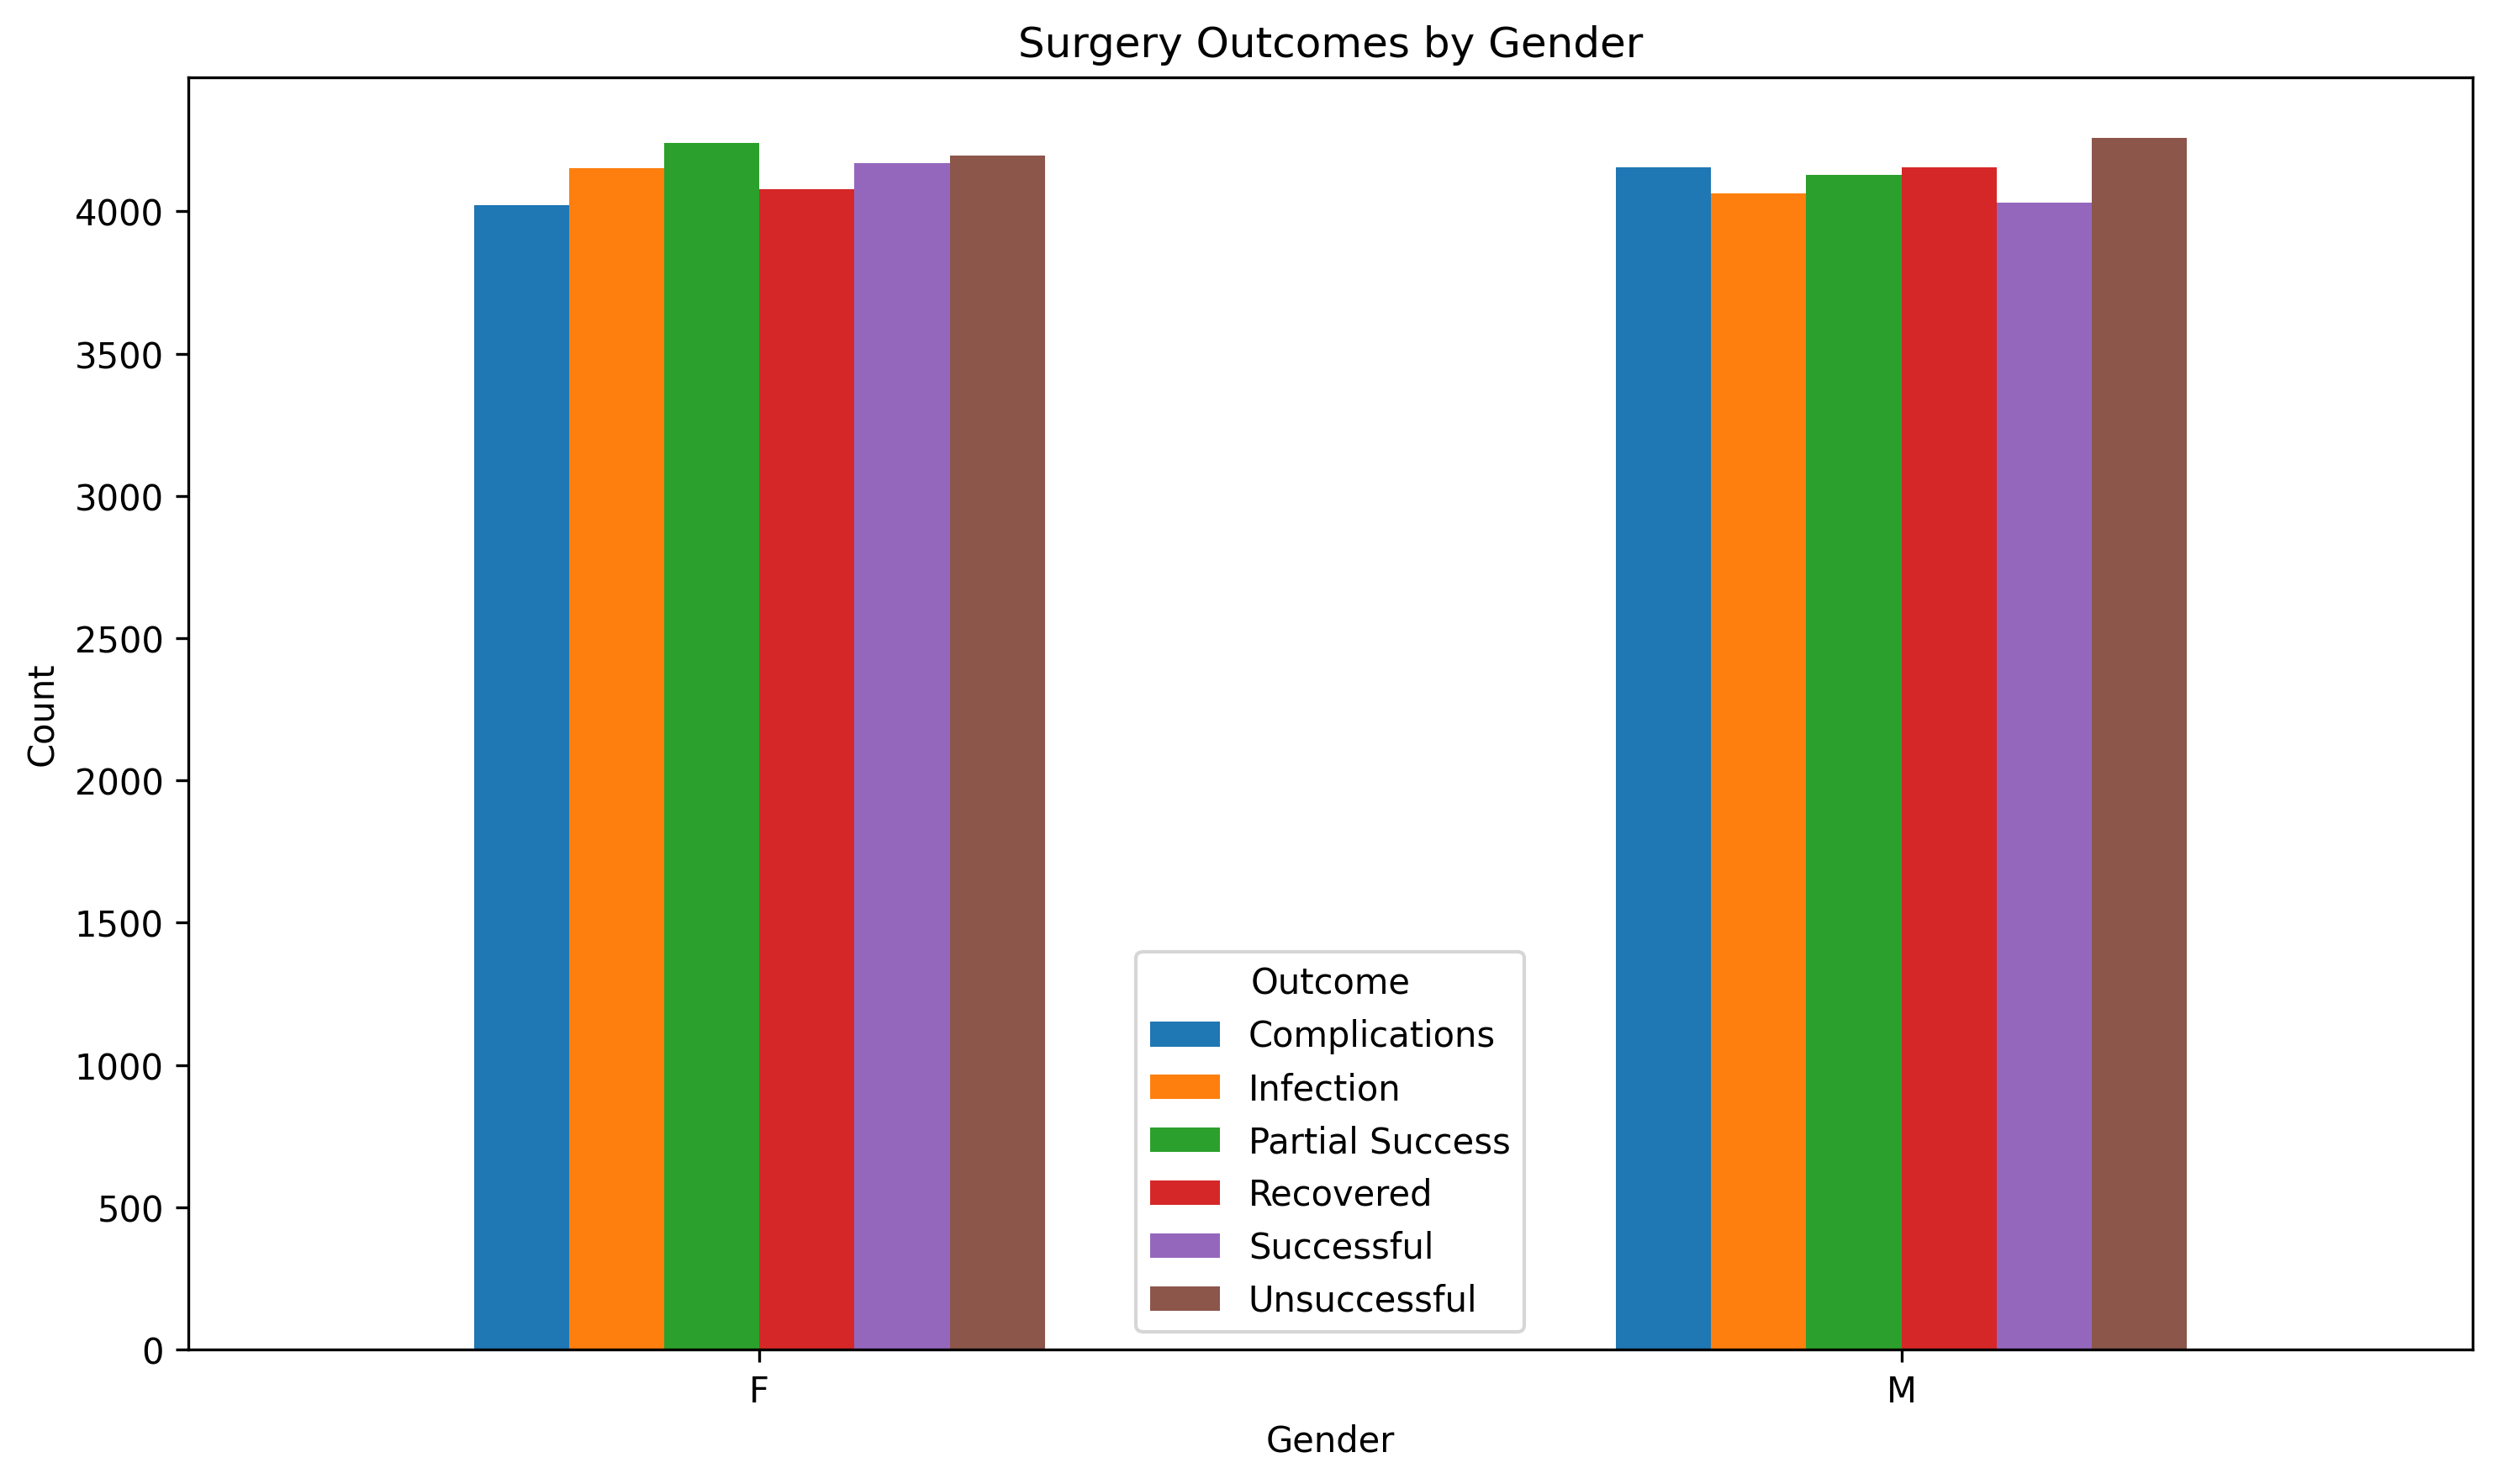 Surgery Outcomes by Gender
Count
4000
3500
3000
2500
2000
1500
1000
500
0
Outcome
Complications
Infection
Partial Success
Recovered
Successful
Unsuccessful
F
M
Gender